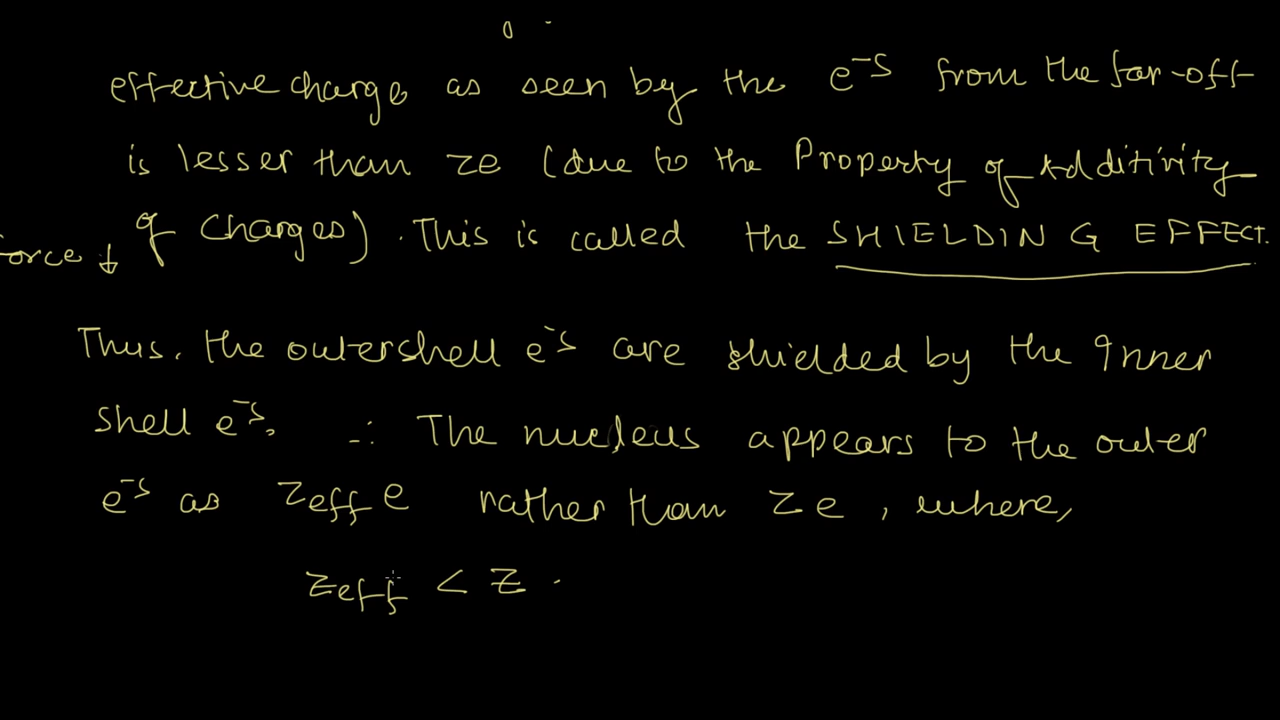 effective charge as seen by the e⁻s from the far-off
is lesser than ze (due to the Property of Additivity
of Charges). This is called the SHIELDING EFFECT.
force ↓
Thus, the outershell e⁻s are shielded by the inner
shell e⁻s. ∴ The nucleus appears to the outer
e⁻s as Zeff e rather than Ze, where,
Zeff < Z.